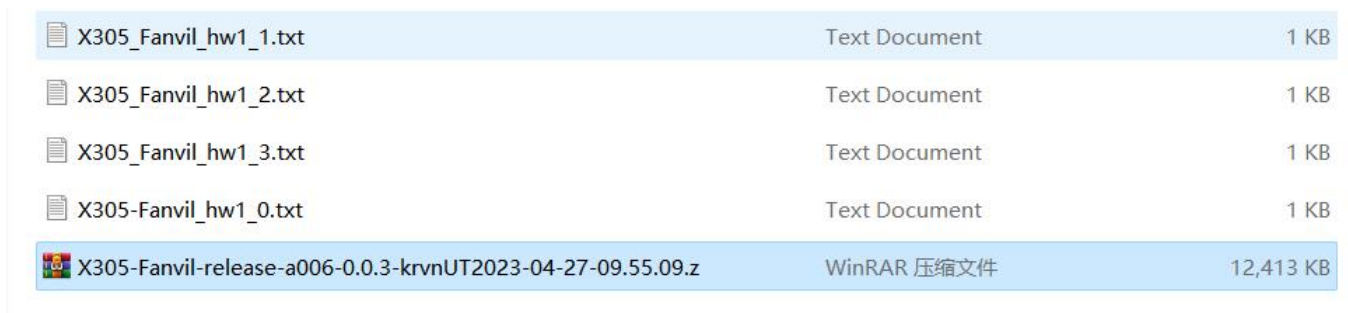 X305_Fanvil_hw1_1.txt Text Document 1 KB
X305_Fanvil_hw1_2.txt Text Document 1 KB
X305_Fanvil_hw1_3.txt Text Document 1 KB
X305-Fanvil_hw1_0.txt Text Document 1 KB
X305-Fanvil-release-a006-0.0.3-krvnUT2023-04-27-09.55.09.z WinRAR 压缩文件 12,413 KB